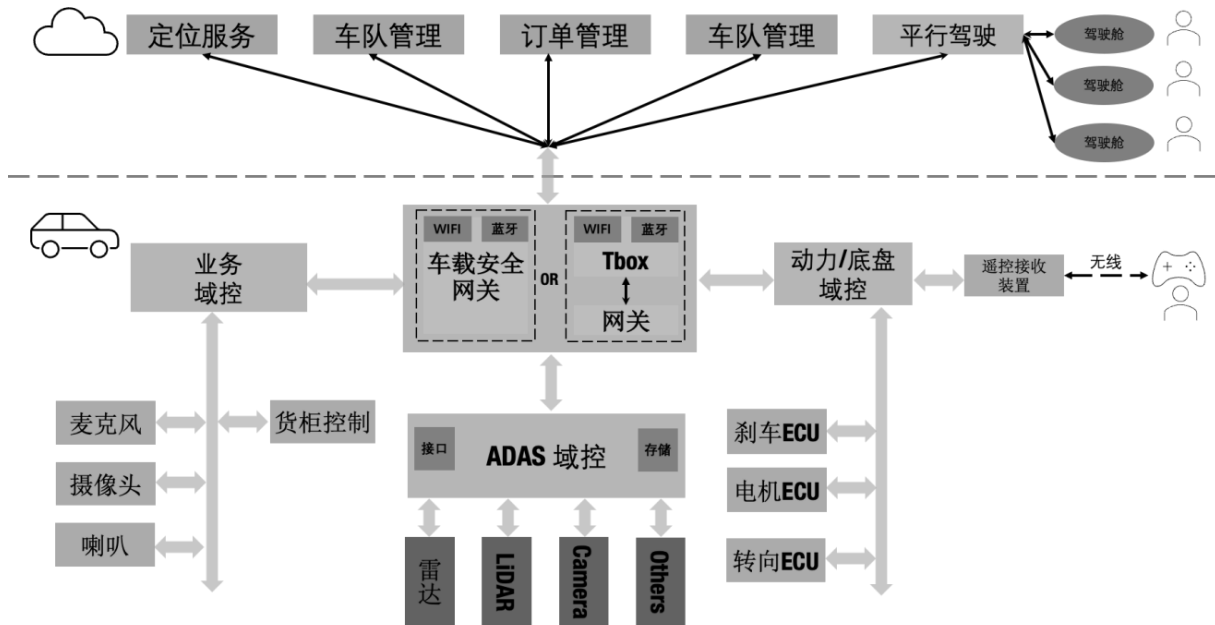 定位服务
车队管理
订单管理
车队管理
平行驾驶
驾驶舱
驾驶舱
驾驶舱
WIFI
蓝牙
车载安全
网关
OR
WIFI
蓝牙
Tbox
网关
业务
域控
动力/底盘
域控
遥控接收
装置
无线
麦克风
货柜控制
摄像头
喇叭
接口
ADAS 域控
存储
雷达
LiDAR
Camera
Others
刹车ECU
电机ECU
转向ECU